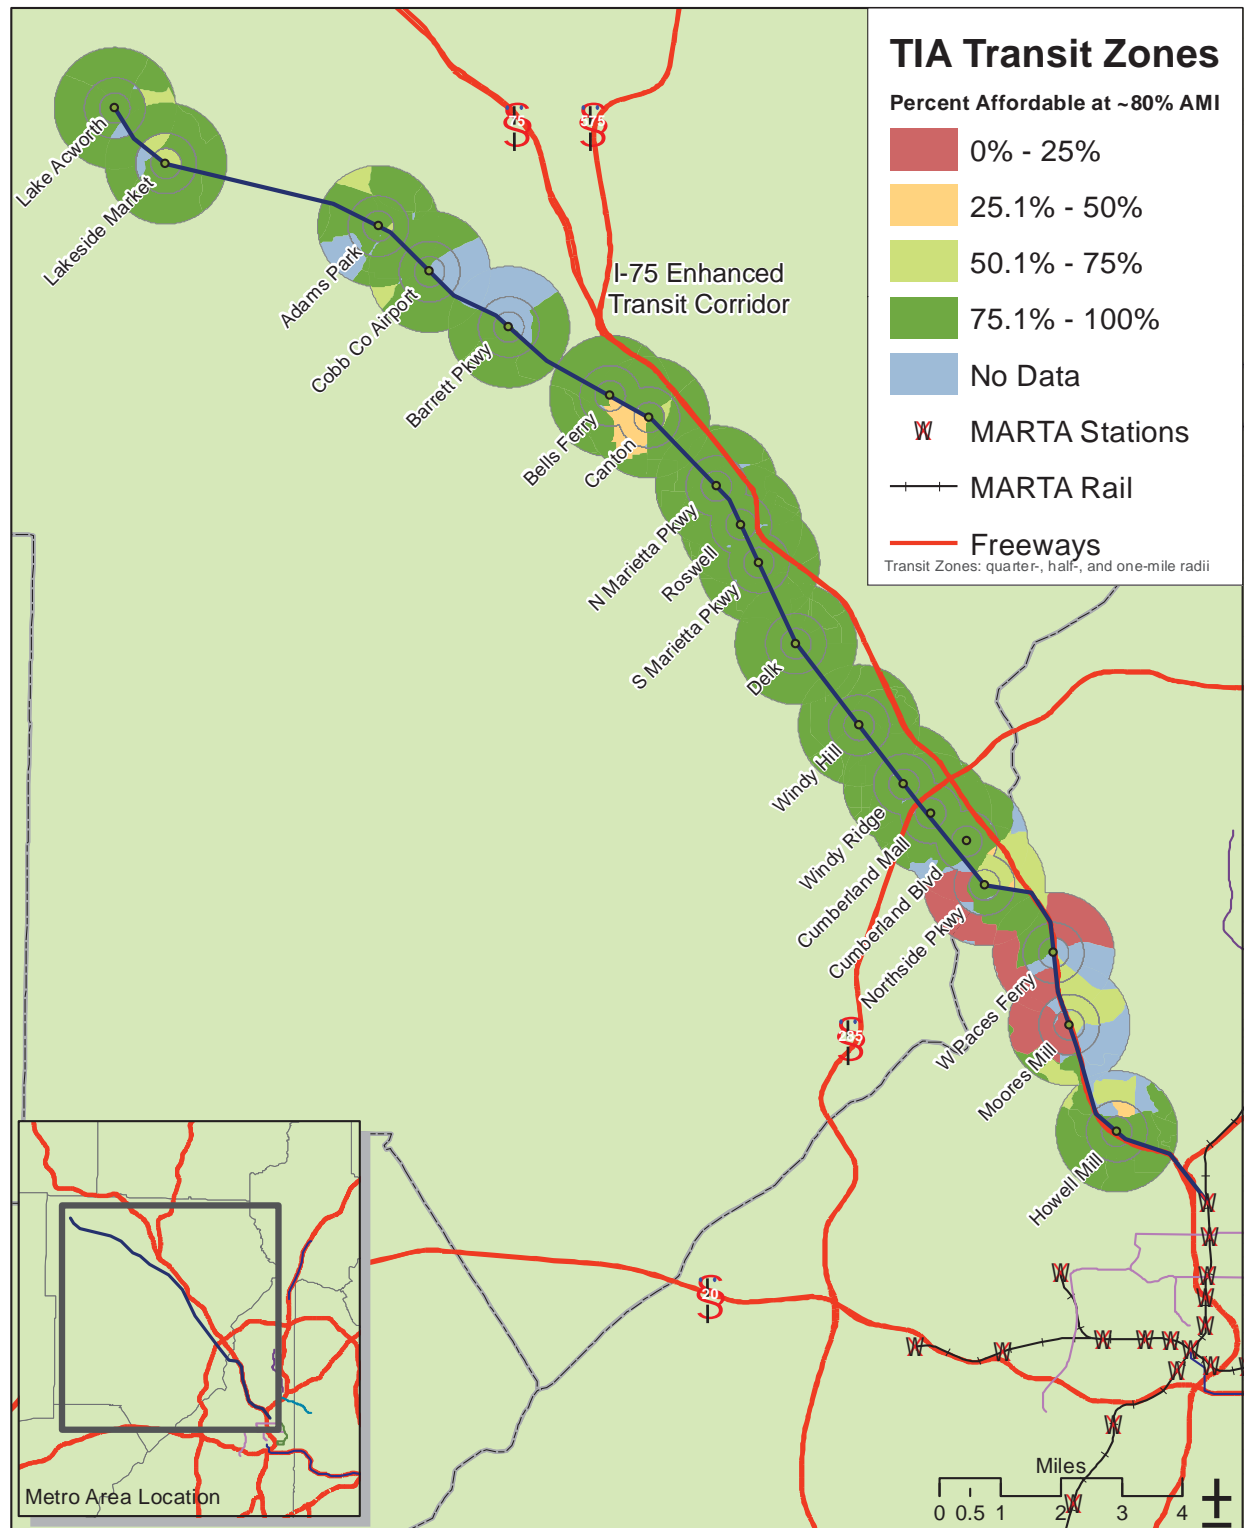 TIA Transit Zones
Percent Affordable at ~80% AMI
0% - 25%
25.1% - 50%
50.1% - 75%
75.1% - 100%
No Data
MARTA Stations
MARTA Rail
Freeways
Transit Zones: quarter-, half-, and one-mile radii
75
575
Lake Acworth
Lakeside Market
Adams Park
Cobb Co Airport
Barrett Pkwy
I-75 Enhanced
Transit Corridor
Bells Ferry
Canton
N Marietta Pkwy
Roswell
S Marietta Pkwy
Delk
Windy Hill
Windy Ridge
Cumberland Mall
Cumberland Blvd
Northside Pkwy
W Paces Ferry
Moores Mill
Howell Mill
285
20
Metro Area Location
Miles
0 0.5 1 2 3 4